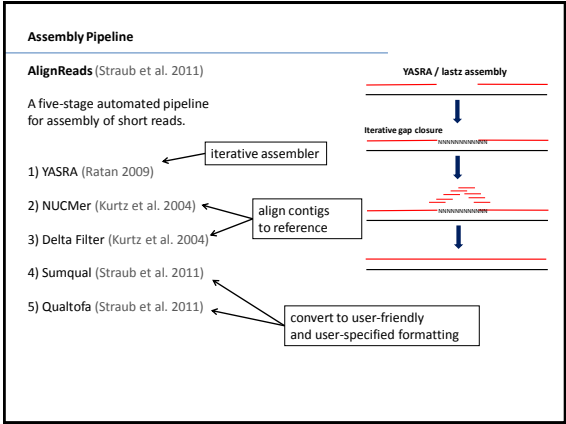 Assembly Pipeline
AlignReads (Straub et al. 2011)
A five-stage automated pipeline
for assembly of short reads.
iterative assembler
1) YASRA (Ratan 2009)
2) NUCMer (Kurtz et al. 2004)
align contigs
to reference
3) Delta Filter (Kurtz et al. 2004)
4) Sumqual (Straub et al. 2011)
5) Qualtofa (Straub et al. 2011)
convert to user-friendly
and user-specified formatting
YASRA / lastz assembly
Iterative gap closure
NNNNNNNNNNNN
NNNNNNNNNNNN